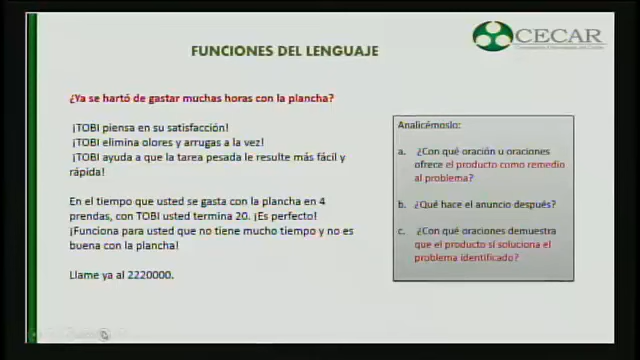 FUNCIONES DEL LENGUAJE
CECAR
¿Ya se hartó de gastar muchas horas con la plancha?
¡TOBI piensa en su satisfacción!
¡TOBI elimina olores y arrugas a la vez!
¡TOBI ayuda a que la tarea pesada le resulte más fácil y
rápida!
En el tiempo que usted se gasta con la plancha en 4
prendas, con TOBI usted termina 20. ¡Es perfecto!
¡Funciona para usted que no tiene mucho tiempo y no es
buena con la plancha!
Llame ya al 2220000.
Analicémoslo:
a. ¿Con qué oración u oraciones
ofrece el producto como remedio
al problema?
b. ¿Qué hace el anuncio después?
c. ¿Con qué oraciones demuestra
que el producto sí soluciona el
problema identificado?